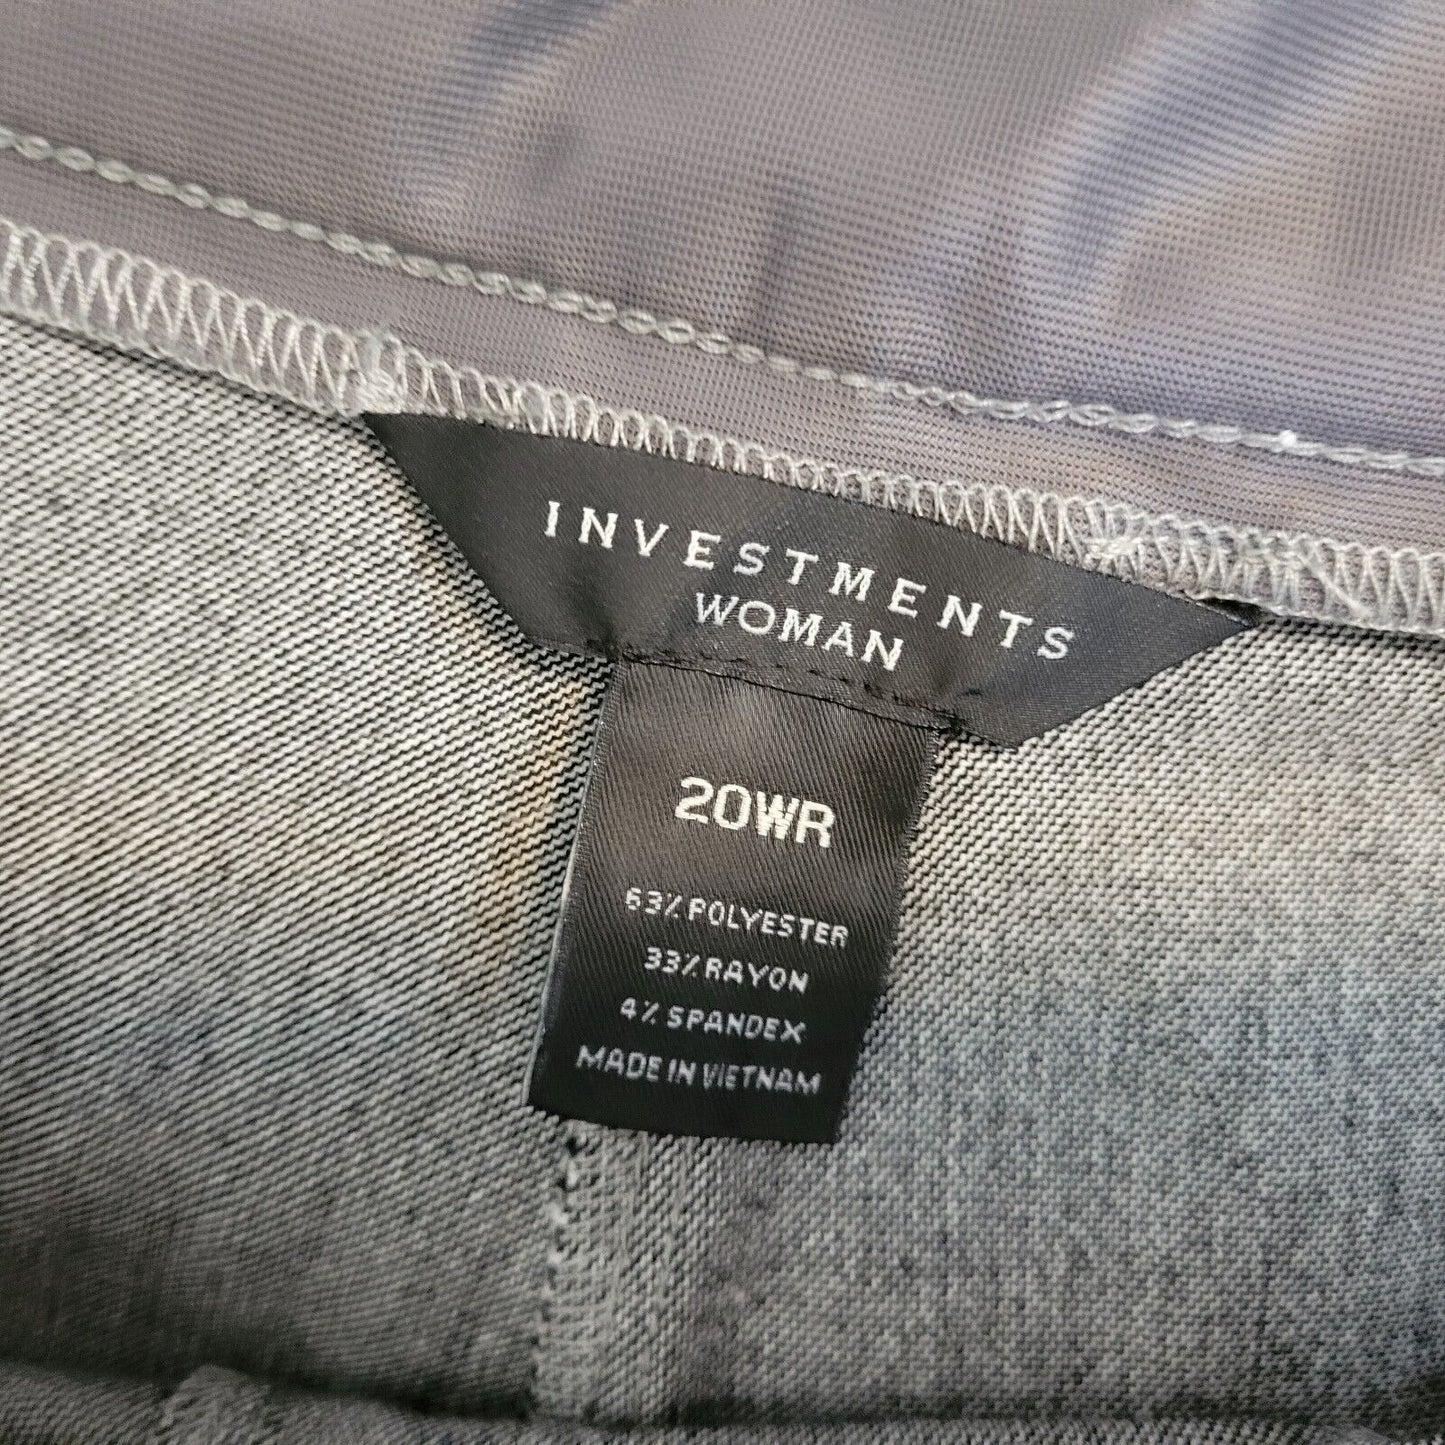 INVESTMENTS
WOMAN
20WR
63% POLYESTER
33% RAYON
4% SPANDEX
MADE IN VIETNAM